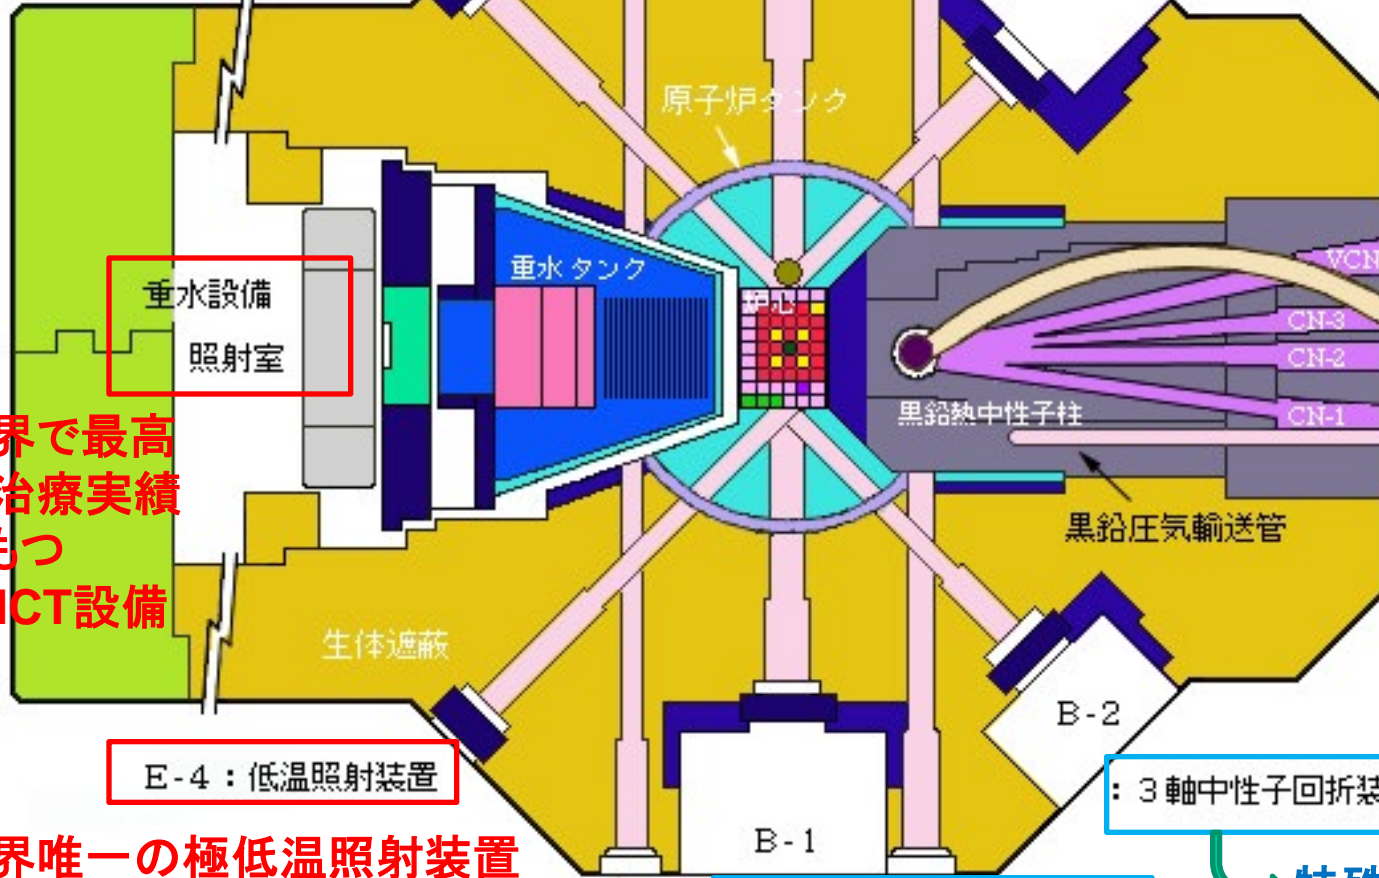 原子炉タンク
重水タンク
炉心
重水設備
照射室
VCN
CN-3
CN-2
CN-1
黒鉛熱中性子柱
黒鉛圧気輸送管
界で最高
治療実績
もつ
NCT設備
生体遮蔽
B-2
E-4：低温照射装置
：3軸中性子回折装
B-1
界唯一の極低温照射装置
特殊